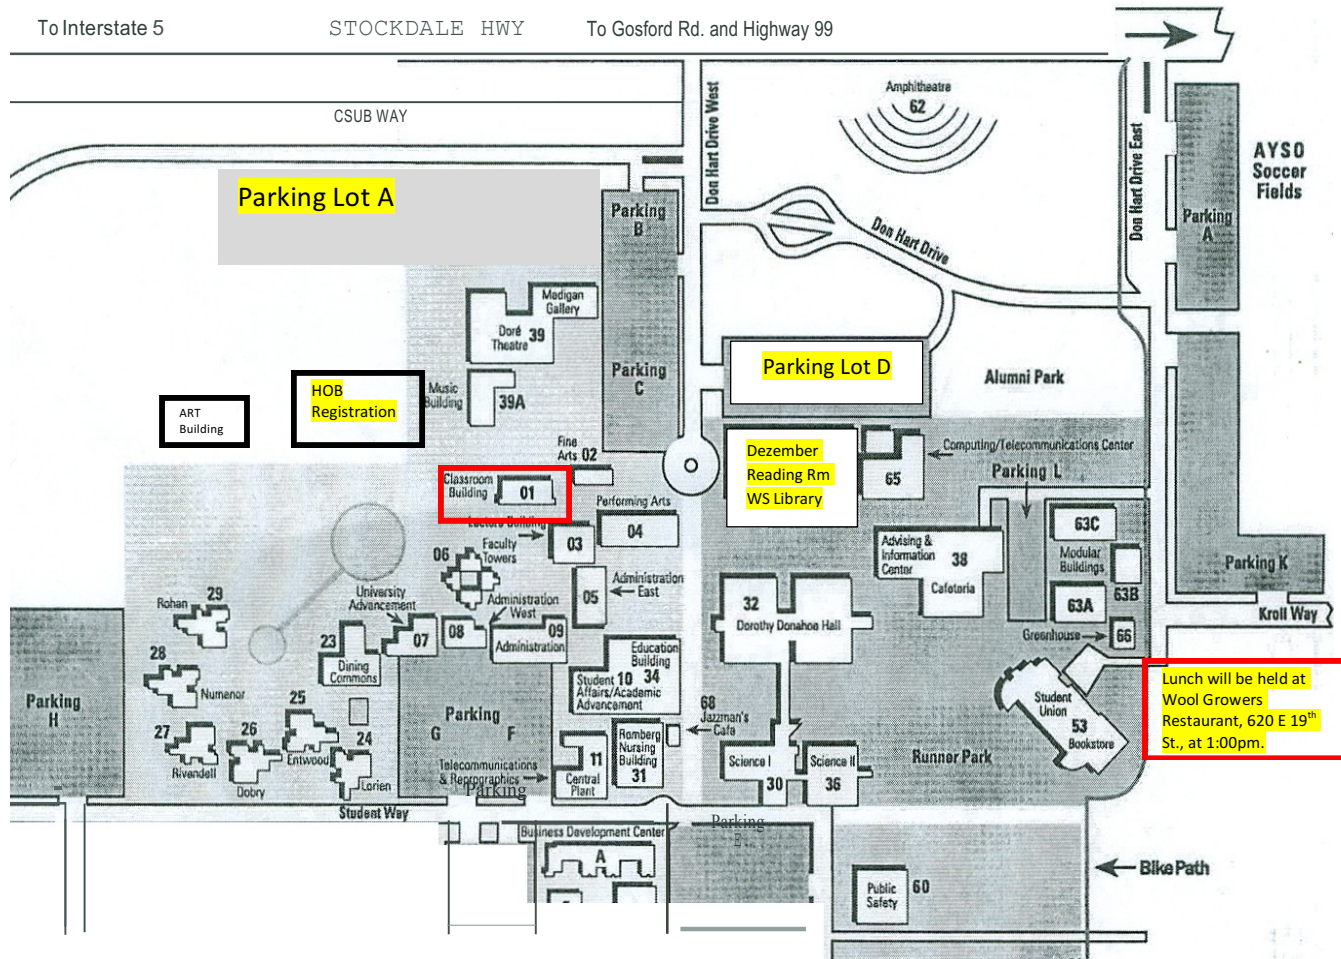 To Interstate 5
STOCKDALE HWY
To Gosford Rd. and Highway 99
CSUB WAY
Don Hart Drive West
Amphitheatre
62
Don Hart Drive East
AYSO
Soccer
Fields
Parking Lot A
Parking
B
Parking
A
Don Hart Drive
Madigan
Gallery
Doré
Theatre 39
Parking
C
Parking Lot D
Alumni Park
HOB
Registration
Music
Building
39A
ART
Building
Fine
Arts 02
Dezember
Reading Rm
WS Library
Computing/Telecommunications Center
65
Parking L
Classroom
Building
01
Performing Arts
04
Lecture Building
03
63C
Advising &
Information
Center
38
Cafeteria
Modular
Buildings
63B
63A
Parking K
Kroll Way
Greenhouse
66
06
Faculty
Towers
Administration
East
05
University
Advancement
07
Administration
West
08
09
Administration
Rohan
29
23
Dining
Commons
32
Dorothy Donahoe Hall
28
Numenor
Education
Building
34
Student 10
Affairs/Academic
Advancement
Student
Union
53
Bookstore
Lunch will be held at
Wool Growers
Restaurant, 620 E 19th
St., at 1:00pm.
Parking
H
25
Entwood
27
Rivendell
26
Dobry
24
Lorien
Parking
G
F
68
Jazzman's
Cafe
Romberg
Nursing
Building
31
11
Central
Plant
Telecommunications
& Reprographics
Parking
Science I
30
Science II
36
Runner Park
Student Way
Parking
E
Business Development Center
A
Public
Safety
60
Bike Path